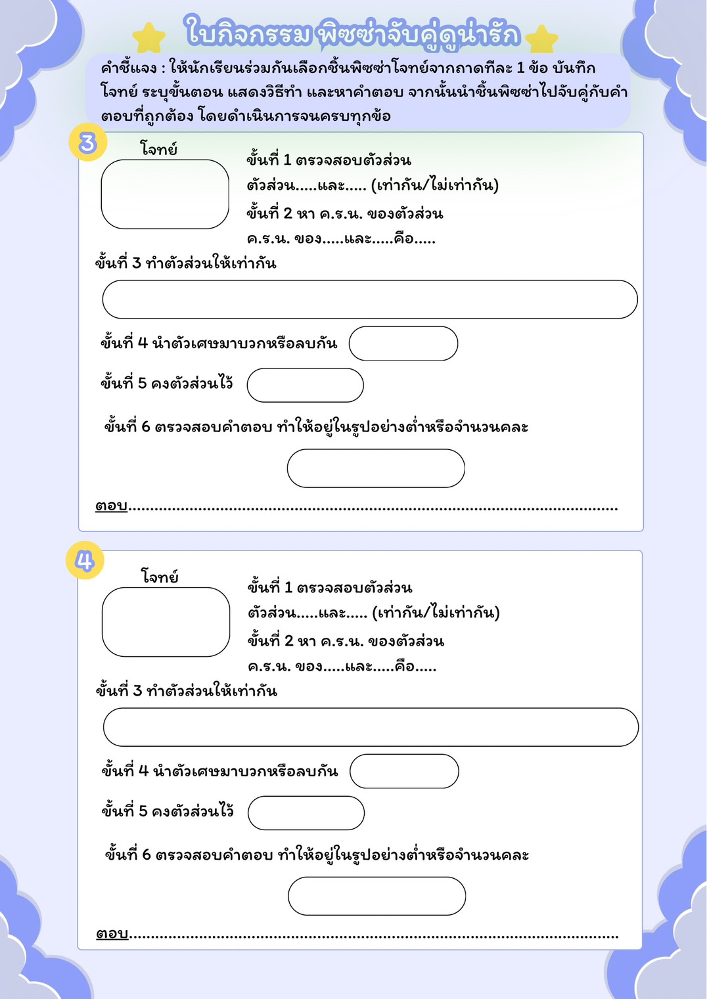 ใบกิจกรรม พิซซ่าจับคู่ดูน่ารัก
คำชี้แจง : ให้นักเรียนร่วมกันเลือกชิ้นพิซซ่าโจทย์จากถาดทีละ 1 ข้อ บันทึก
โจทย์ ระบุขั้นตอน แสดงวิธีทำ และหาคำตอบ จากนั้นนำชิ้นพิซซ่าไปจับคู่กับคำ
ตอบที่ถูกต้อง โดยดำเนินการจนครบทุกข้อ
3
โจทย์
ขั้นที่ 1 ตรวจสอบตัวส่วน
ตัวส่วน.....และ..... (เท่ากัน/ไม่เท่ากัน)
ขั้นที่ 2 หา ค.ร.น. ของตัวส่วน
ค.ร.น. ของ.....และ.....คือ.....
ขั้นที่ 3 ทำตัวส่วนให้เท่ากัน
ขั้นที่ 4 นำตัวเศษมาบวกหรือลบกัน
ขั้นที่ 5 คงตัวส่วนไว้
ขั้นที่ 6 ตรวจสอบคำตอบ ทำให้อยู่ในรูปอย่างต่ำหรือจำนวนคละ
ตอบ................................................................................................................
4
โจทย์
ขั้นที่ 1 ตรวจสอบตัวส่วน
ตัวส่วน.....และ..... (เท่ากัน/ไม่เท่ากัน)
ขั้นที่ 2 หา ค.ร.น. ของตัวส่วน
ค.ร.น. ของ.....และ.....คือ.....
ขั้นที่ 3 ทำตัวส่วนให้เท่ากัน
ขั้นที่ 4 นำตัวเศษมาบวกหรือลบกัน
ขั้นที่ 5 คงตัวส่วนไว้
ขั้นที่ 6 ตรวจสอบคำตอบ ทำให้อยู่ในรูปอย่างต่ำหรือจำนวนคละ
ตอบ................................................................................................................